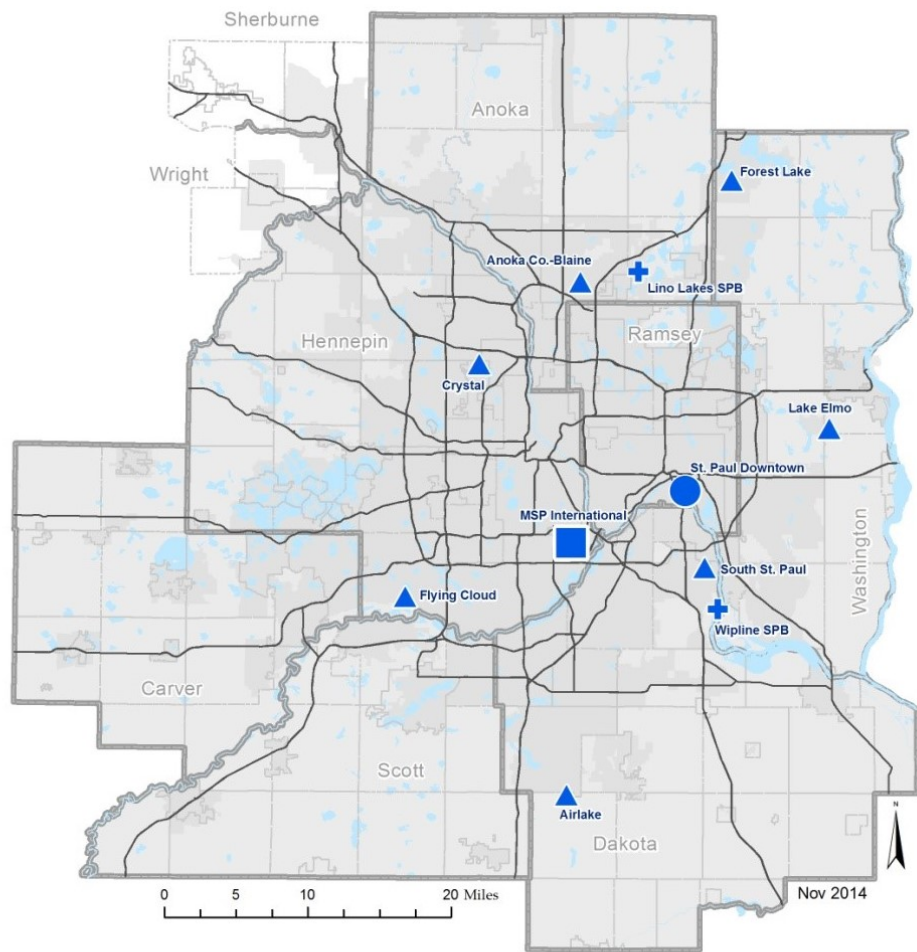 Sherburne
Anoka
Wright
Forest Lake
Anoka Co.-Blaine
Lino Lakes SPB
Hennepin
Ramsey
Crystal
Lake Elmo
St. Paul Downtown
MSP International
South St. Paul
Washington
Flying Cloud
Wipline SPB
Carver
Scott
Airlake
Dakota
N
0 5 10 20 Miles
Nov 2014